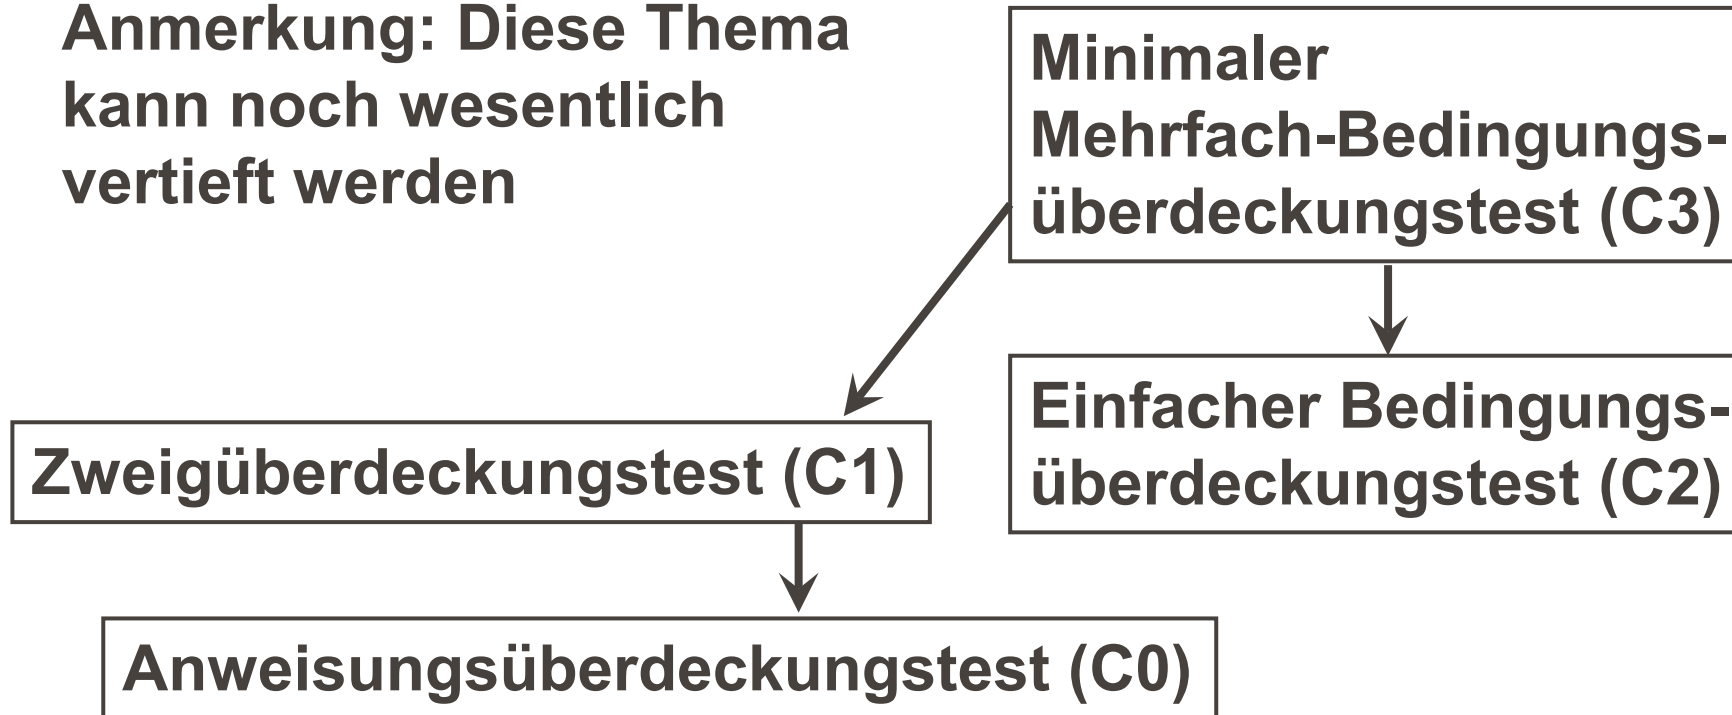 Anmerkung: Diese Thema
kann noch wesentlich
vertieft werden
Minimaler
Mehrfach-Bedingungs-
überdeckungstest (C3)
Einfacher Bedingungs-
überdeckungstest (C2)
Zweigüberdeckungstest (C1)
Anweisungsüberdeckungstest (C0)